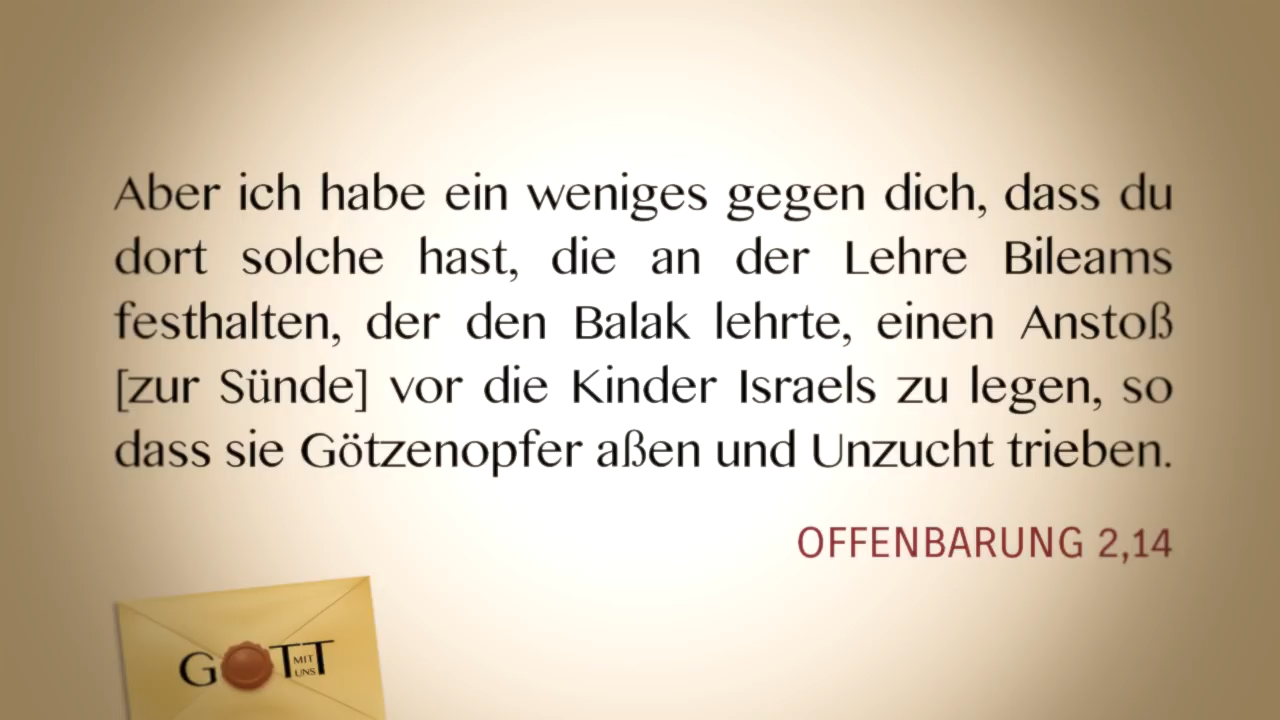 Aber ich habe ein weniges gegen dich, dass du
dort solche hast, die an der Lehre Bileams
festhalten, der den Balak lehrte, einen Anstoß
[zur Sünde] vor die Kinder Israels zu legen, so
dass sie Götzenopfer aßen und Unzucht trieben.
OFFENBARUNG 2,14
GOTT
MIT
UNS